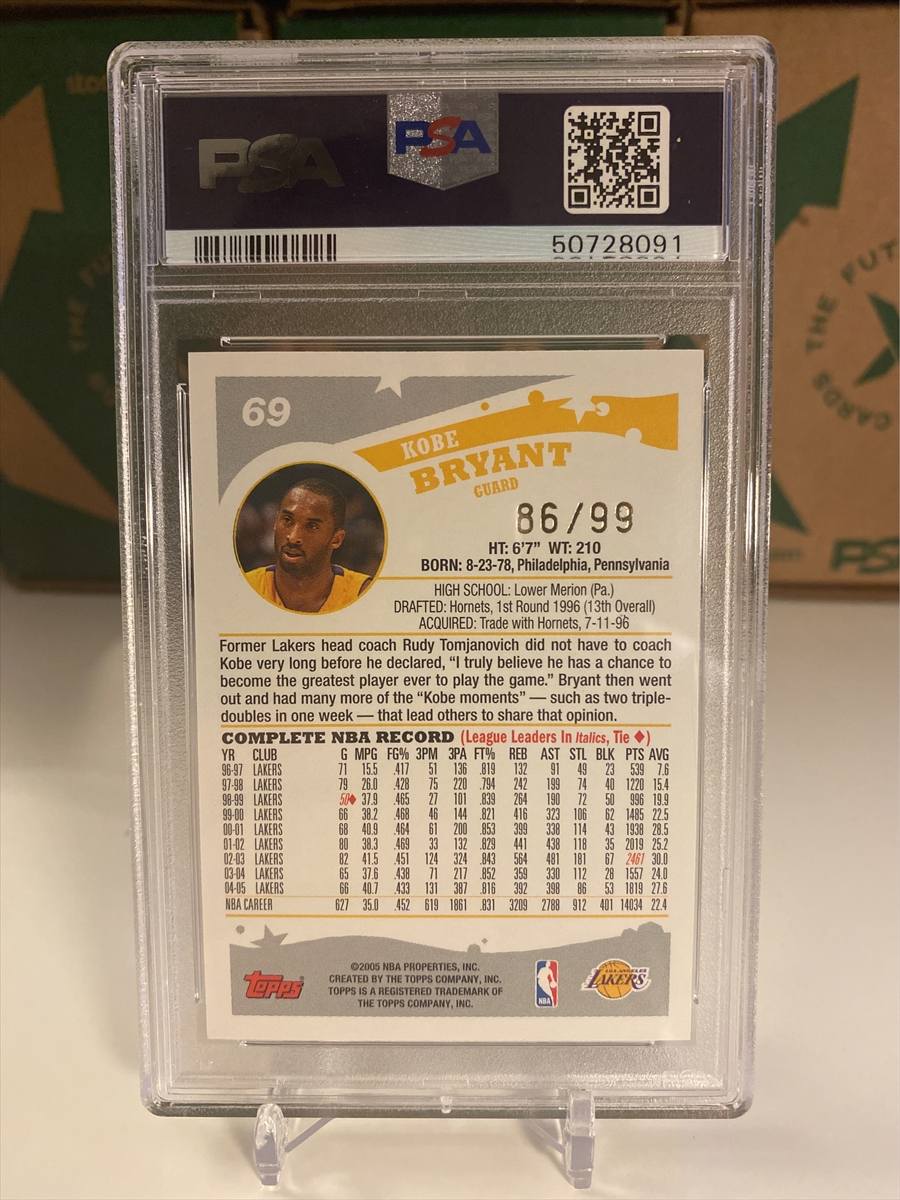 PSA
PSA
50728091
THE FUT
CARDS
THE FU
PS
69
KOBE
BRYANT
GUARD
86/99
HT: 6'7" WT: 210
BORN: 8-23-78, Philadelphia, Pennsylvania
HIGH SCHOOL: Lower Merion (Pa.)
DRAFTED: Hornets, 1st Round 1996 (13th Overall)
ACQUIRED: Trade with Hornets, 7-11-96
Former Lakers head coach Rudy Tomjanovich did not have to coach
Kobe very long before he declared, “I truly believe he has a chance to
become the greatest player ever to play the game.” Bryant then went
out and had many more of the “Kobe moments” — such as two triple-
doubles in one week — that lead others to share that opinion.
COMPLETE NBA RECORD (League Leaders In Italics, Tie ♦)
YR CLUB G MPG FG% 3PM 3PA FT% REB AST STL BLK PTS AVG
96-97 LAKERS 71 15.5 .417 51 136 .819 132 91 49 23 539 7.6
97-98 LAKERS 79 26.0 .428 75 220 .794 242 199 74 40 1220 15.4
98-99 LAKERS 50♦ 37.9 .465 27 101 .839 264 190 72 50 996 19.9
99-00 LAKERS 66 38.2 .468 46 144 .821 416 323 106 62 1485 22.5
00-01 LAKERS 68 40.9 .464 61 200 .853 399 338 114 43 1938 28.5
01-02 LAKERS 80 38.3 .469 33 132 .829 441 438 118 35 2019 25.2
02-03 LAKERS 82 41.5 .451 124 324 .843 564 481 181 67 2461 30.0
03-04 LAKERS 65 37.6 .438 71 217 .852 359 330 112 28 1557 24.0
04-05 LAKERS 66 40.7 .433 131 387 .816 392 398 86 53 1819 27.6
NBA CAREER 627 35.0 .452 619 1861 .831 3209 2788 912 401 14034 22.4
©2005 NBA PROPERTIES, INC.
CREATED BY THE TOPPS COMPANY, INC.
TOPPS IS A REGISTERED TRADEMARK OF
THE TOPPS COMPANY, INC.
Topps
NBA
LOS ANGELES
LAKERS